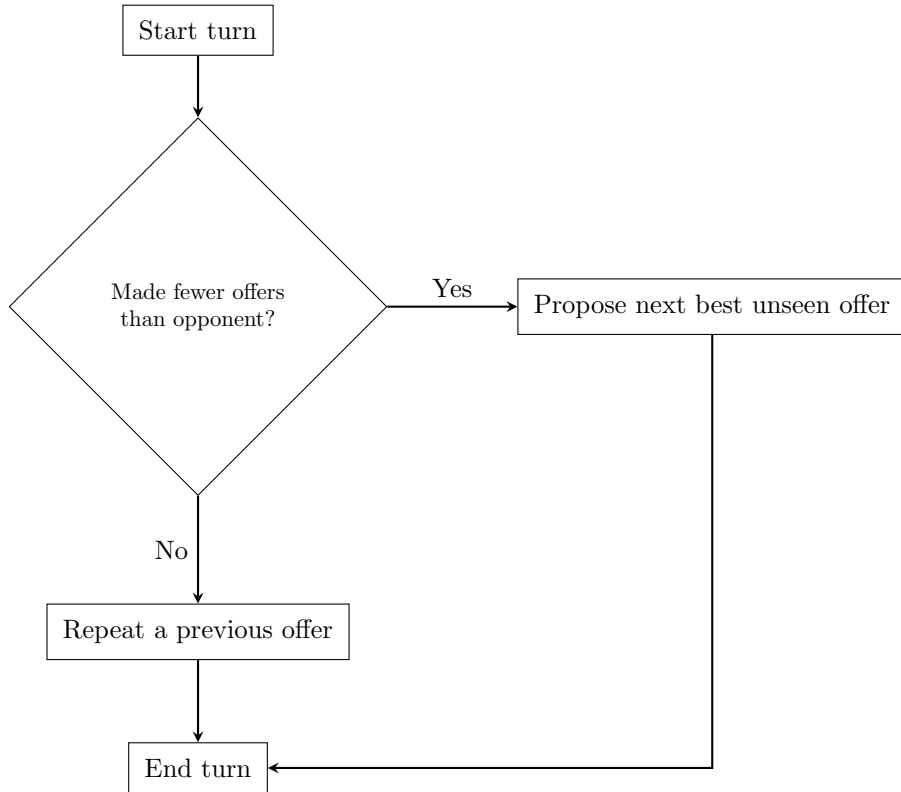 Start turn
Made fewer offers
than opponent?
Yes
Propose next best unseen offer
No
Repeat a previous offer
End turn